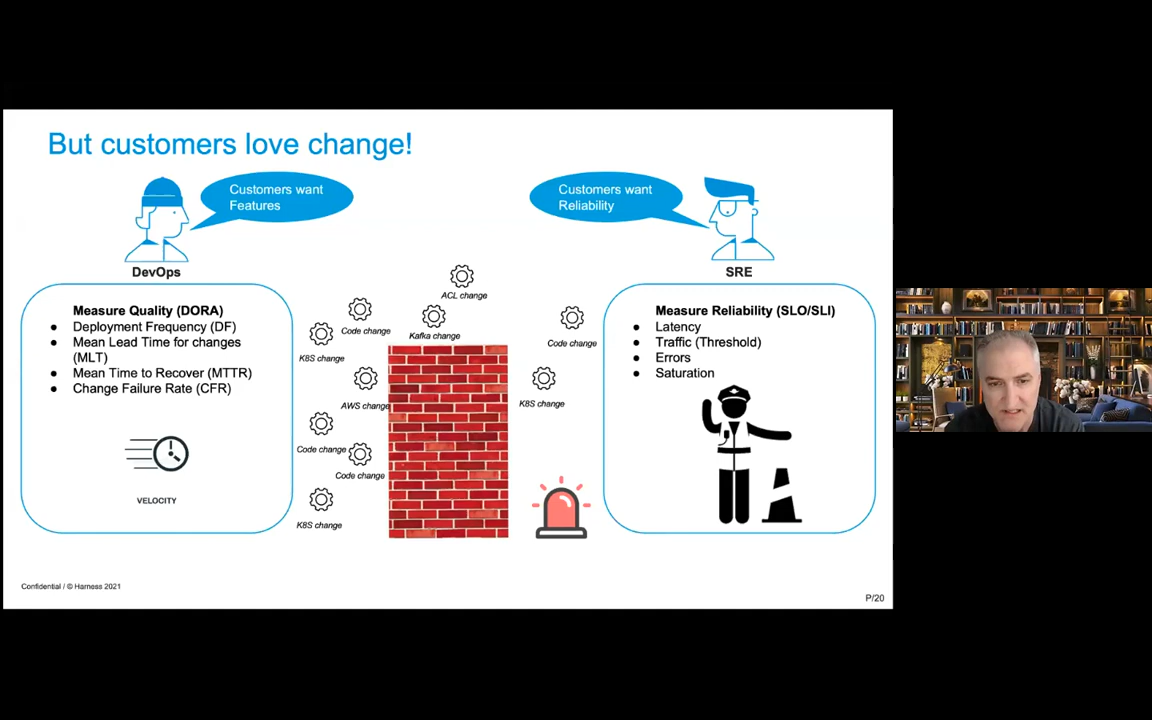 But customers love change!
Customers want
Features
Customers want
Reliability
DevOps
SRE
Measure Quality (DORA)
● Deployment Frequency (DF)
● Mean Lead Time for changes
(MLT)
● Mean Time to Recover (MTTR)
● Change Failure Rate (CFR)
VELOCITY
ACL change
Code change
Kafka change
K8S change
AWS change
Code change
Code change
K8S change
Code change
K8S change
Measure Reliability (SLO/SLI)
● Latency
● Traffic (Threshold)
● Errors
● Saturation
Confidential / © Harness 2021
P/20